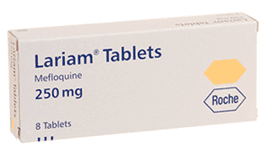 Lariam® Tablets
Mefloquine
250 mg
Roche
8 Tablets